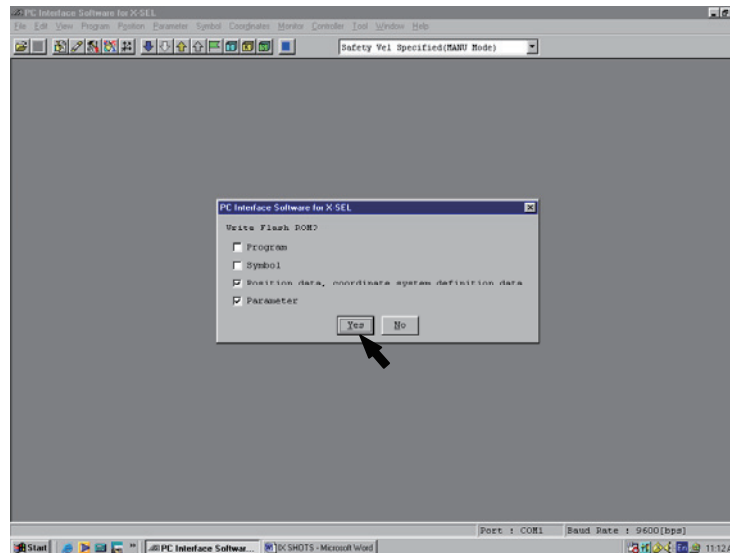 PC Interface Software for X-SEL
File Edit View Program Position Parameter Symbol Coordinates Monitor Controller Tool Window Help
Safety Vel Specified(MANU Mode)
PC Interface Software for X-SEL
Write Flash ROM?
Program
Symbol
Position data, coordinate system definition data
Parameter
Yes No
Port : COM1 Baud Rate : 9600[bps]
Start PC Interface Softwar... IX SHOTS - Microsoft Word 11:12